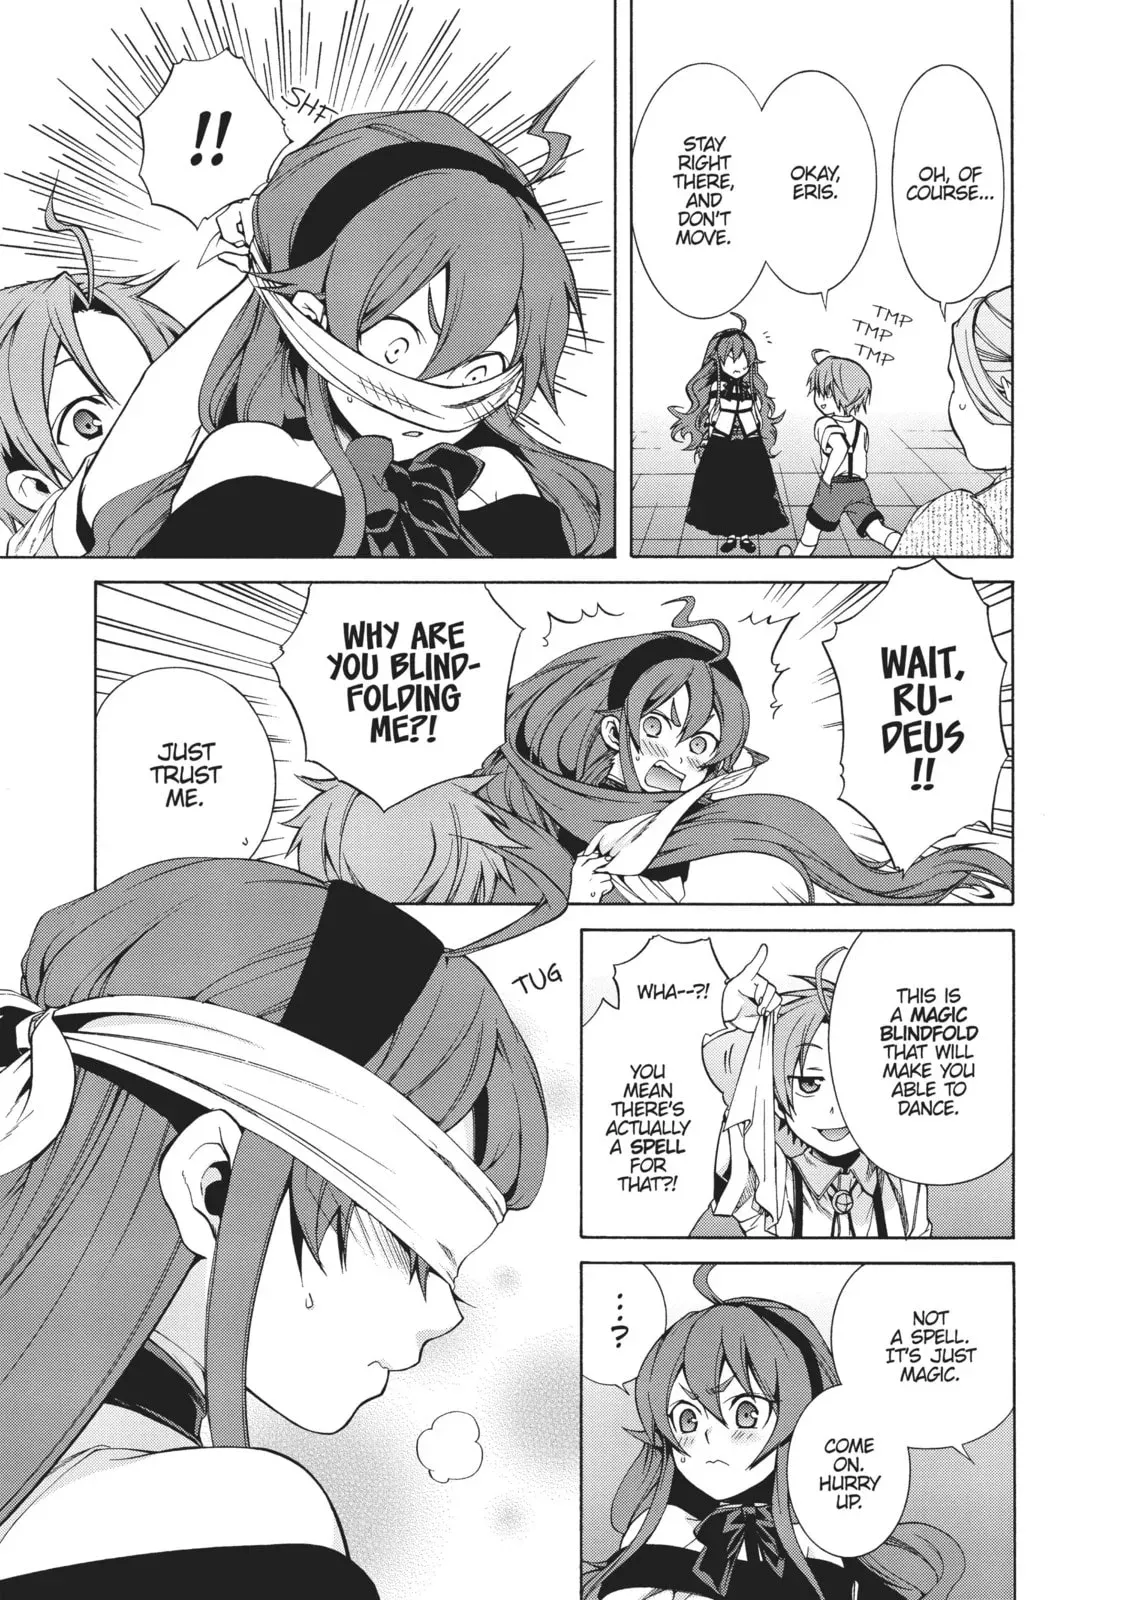 OH, OF
COURSE...
OKAY,
ERIS.
STAY
RIGHT
THERE,
AND
DON'T
MOVE.
TMP
TMP
TMP
SHF
!!
WAIT,
RU-
DEUS
!!
WHY ARE
YOU BLIND-
FOLDING
ME?!
JUST
TRUST
ME.
THIS IS
A MAGIC
BLINDFOLD
THAT WILL
MAKE YOU
ABLE TO
DANCE.
WHA--?!
YOU
MEAN
THERE'S
ACTUALLY
A SPELL
FOR
THAT?!
NOT
A SPELL.
IT'S JUST
MAGIC.
COME
ON.
HURRY
UP.
...?
TUG